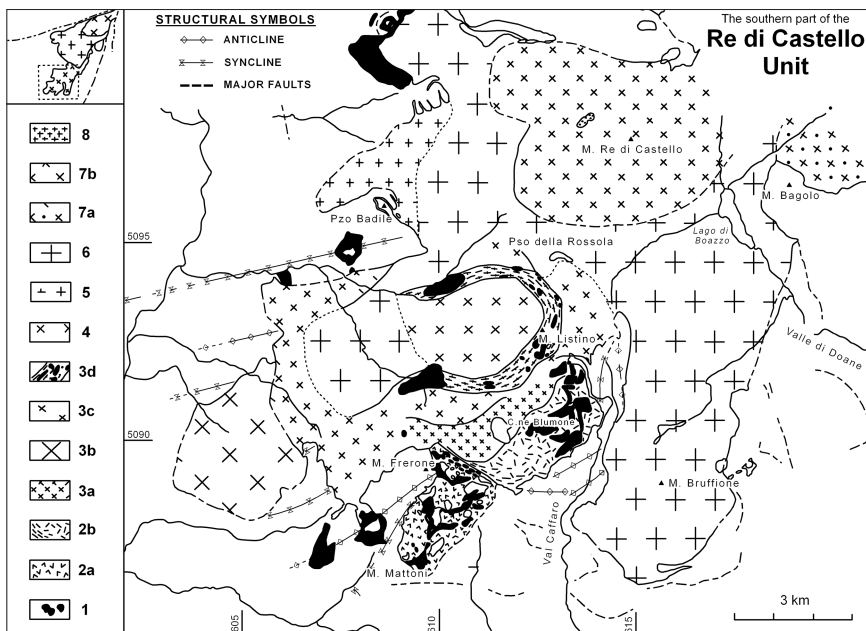 STRUCTURAL SYMBOLS
ANTICLINE
SYNCLINE
MAJOR FAULTS
The southern part of the
Re di Castello
Unit
8
7b
7a
6
5
4
3d
3c
3b
3a
2b
2a
1
M. Re di Castello
M. Bagolo
Pzo Badile
Lago di
Boazzo
5095
Pso della Rossola
M. Listino
Valle di Doane
C.ne Blumone
5090
M. Frerone
M. Bruffione
Val Caffaro
M. Mattoni
605
610
615
3 km